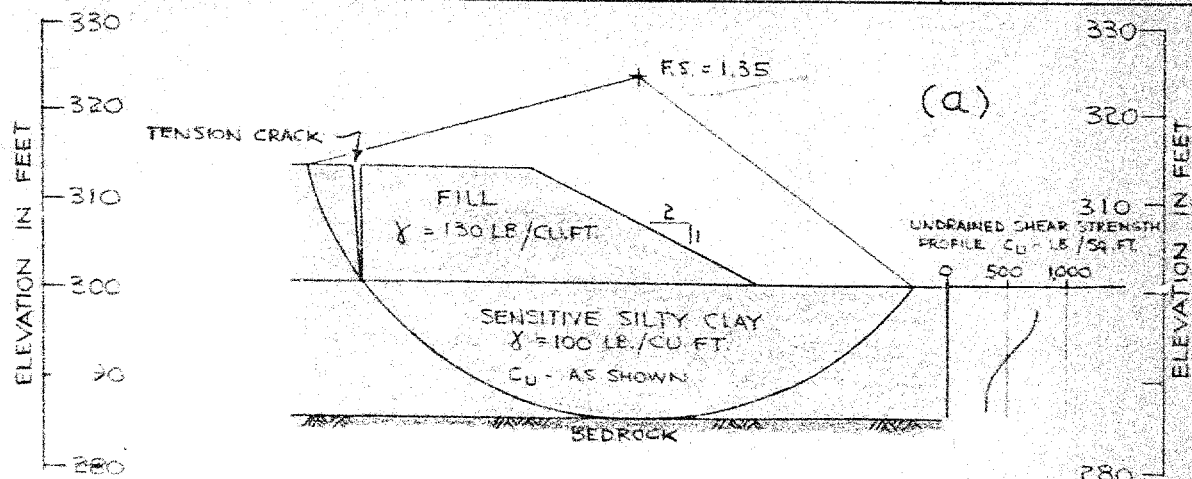 330
320
310
300
90
280
ELEVATION IN FEET
TENSION CRACK
F.S. = 1.35
(a)
FILL
γ = 130 LB/CU.FT.
2
1
SENSITIVE SILTY CLAY
γ = 100 LB./CU FT.
CU - AS SHOWN
BEDROCK
UNDRAINED SHEAR STRENGTH
PROFILE CU - LB/SQ.FT.
0 500 1,000
330
320
310
280
ELEVATION IN FEET